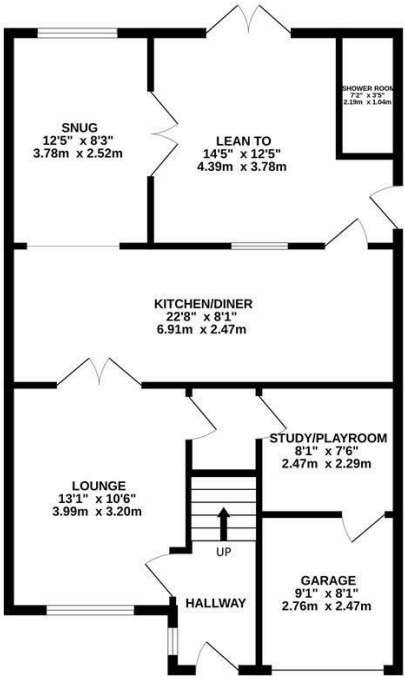 SNUG
12'5" x 8'3"
3.78m x 2.52m
LEAN TO
14'5" x 12'5"
4.39m x 3.78m
SHOWER ROOM
7'2" x 3'5"
2.19m x 1.04m
KITCHEN/DINER
22'8" x 8'1"
6.91m x 2.47m
LOUNGE
13'1" x 10'6"
3.99m x 3.20m
STUDY/PLAYROOM
8'1" x 7'6"
2.47m x 2.29m
UP
HALLWAY
GARAGE
9'1" x 8'1"
2.76m x 2.47m